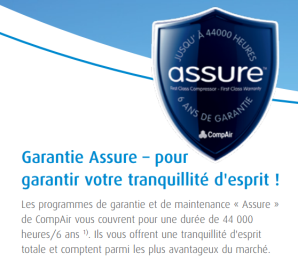 JUSQU' À 44000 HEURES
assure
First Class Compressor - First Class Warranty
6 ANS DE GARANTIE
CompAir
Garantie Assure – pour
garantir votre tranquillité d'esprit !
Les programmes de garantie et de maintenance « Assure »
de CompAir vous couvrent pour une durée de 44 000
heures/6 ans ¹⁾. Ils vous offrent une tranquillité d'esprit
totale et comptent parmi les plus avantageux du marché.